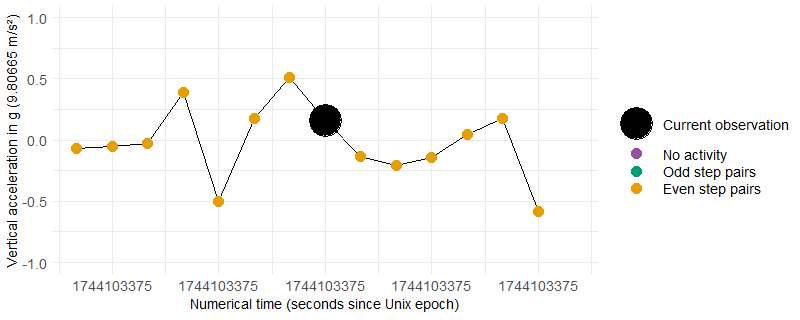 Vertical acceleration in g (9.80665 m/s²)
1.0
0.5
0.0
-0.5
-1.0
1744103375 1744103375 1744103375 1744103375 1744103375
Numerical time (seconds since Unix epoch)
Current observation
No activity
Odd step pairs
Even step pairs